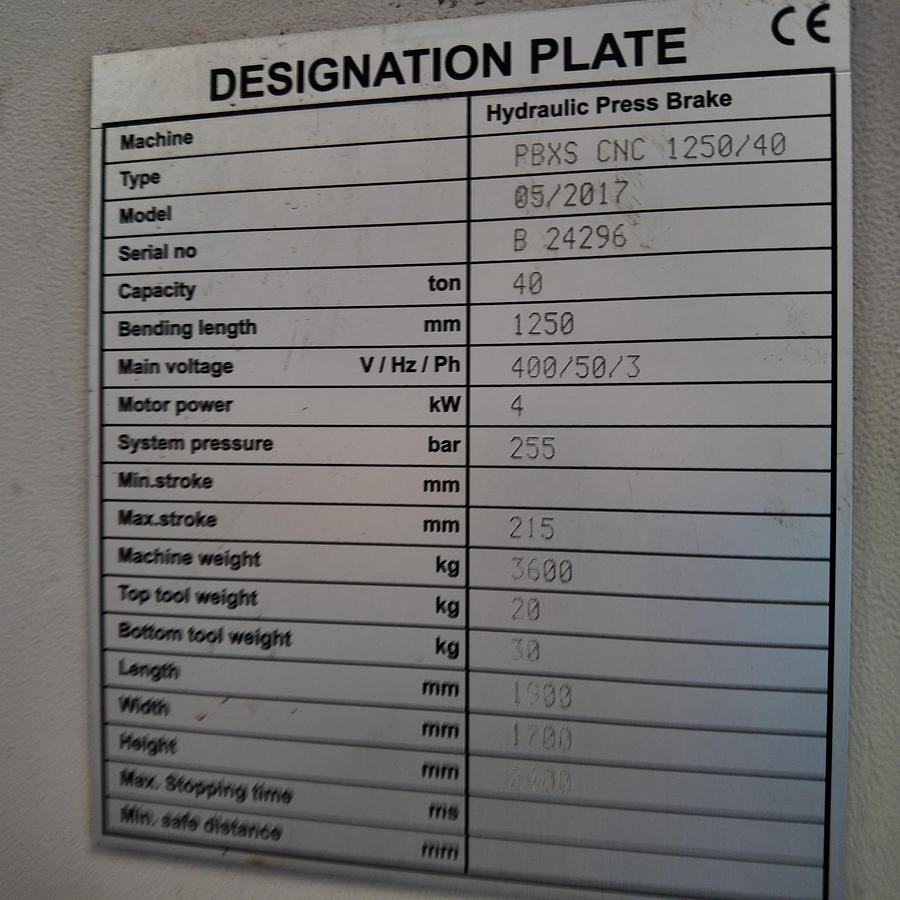 DESIGNATION PLATE CE
Machine Hydraulic Press Brake
Type PBXS CNC 1250/40
Model 05/2017
Serial no B 24296
Capacity ton 40
Bending length mm 1250
Main voltage V / Hz / Ph 400/50/3
Motor power kW 4
System pressure bar 255
Min.stroke mm
Max.stroke mm 215
Machine weight kg 3600
Top tool weight kg 20
Bottom tool weight kg 30
Length mm 1900
Width mm 1700
Height mm
Max. Stopping time ms
Min. safe distance mm